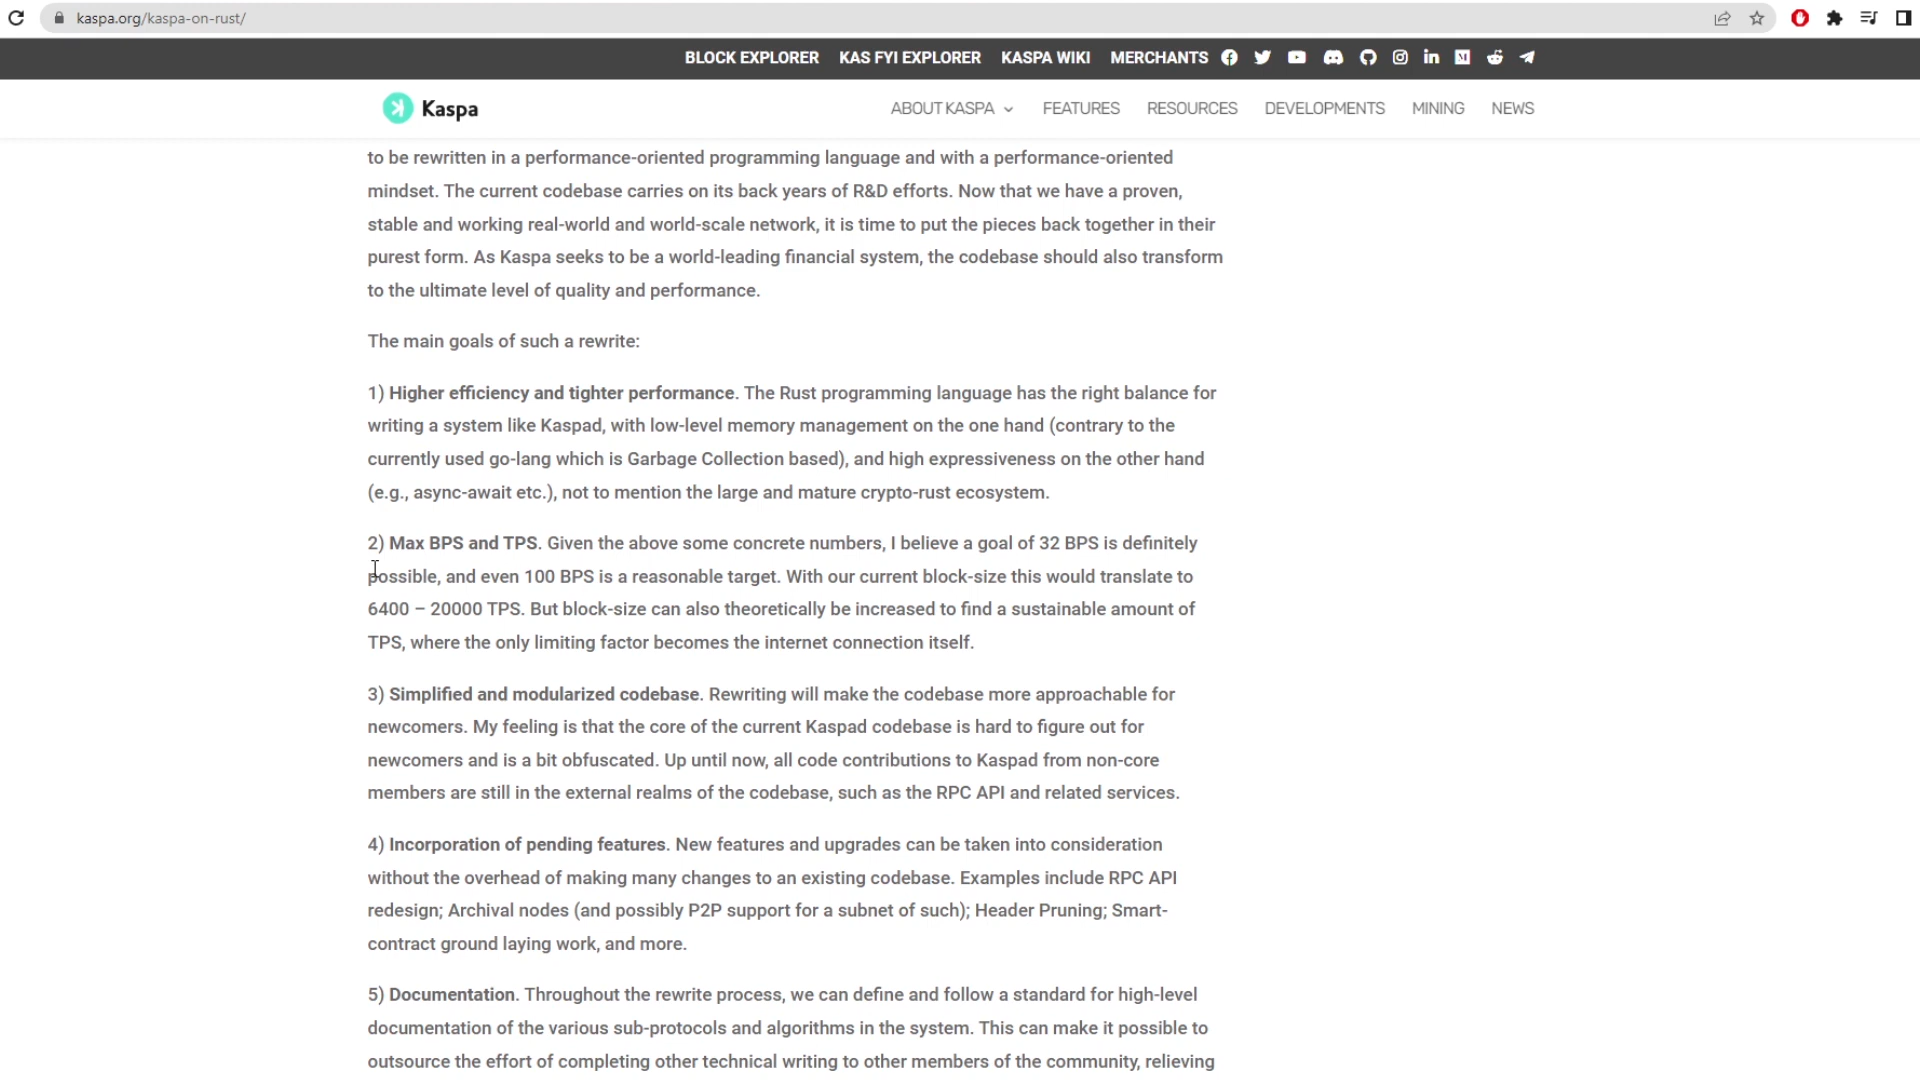 kaspa.org/kaspa-on-rust/
BLOCK EXPLORER KAS FYI EXPLORER KASPA WIKI MERCHANTS
Kaspa
ABOUT KASPA FEATURES RESOURCES DEVELOPMENTS MINING NEWS
to be rewritten in a performance-oriented programming language and with a performance-oriented
mindset. The current codebase carries on its back years of R&D efforts. Now that we have a proven,
stable and working real-world and world-scale network, it is time to put the pieces back together in their
purest form. As Kaspa seeks to be a world-leading financial system, the codebase should also transform
to the ultimate level of quality and performance.
The main goals of such a rewrite:
1) Higher efficiency and tighter performance. The Rust programming language has the right balance for
writing a system like Kaspad, with low-level memory management on the one hand (contrary to the
currently used go-lang which is Garbage Collection based), and high expressiveness on the other hand
(e.g., async-await etc.), not to mention the large and mature crypto-rust ecosystem.
2) Max BPS and TPS. Given the above some concrete numbers, I believe a goal of 32 BPS is definitely
possible, and even 100 BPS is a reasonable target. With our current block-size this would translate to
6400 – 20000 TPS. But block-size can also theoretically be increased to find a sustainable amount of
TPS, where the only limiting factor becomes the internet connection itself.
3) Simplified and modularized codebase. Rewriting will make the codebase more approachable for
newcomers. My feeling is that the core of the current Kaspad codebase is hard to figure out for
newcomers and is a bit obfuscated. Up until now, all code contributions to Kaspad from non-core
members are still in the external realms of the codebase, such as the RPC API and related services.
4) Incorporation of pending features. New features and upgrades can be taken into consideration
without the overhead of making many changes to an existing codebase. Examples include RPC API
redesign; Archival nodes (and possibly P2P support for a subnet of such); Header Pruning; Smart-
contract ground laying work, and more.
5) Documentation. Throughout the rewrite process, we can define and follow a standard for high-level
documentation of the various sub-protocols and algorithms in the system. This can make it possible to
outsource the effort of completing other technical writing to other members of the community, relieving